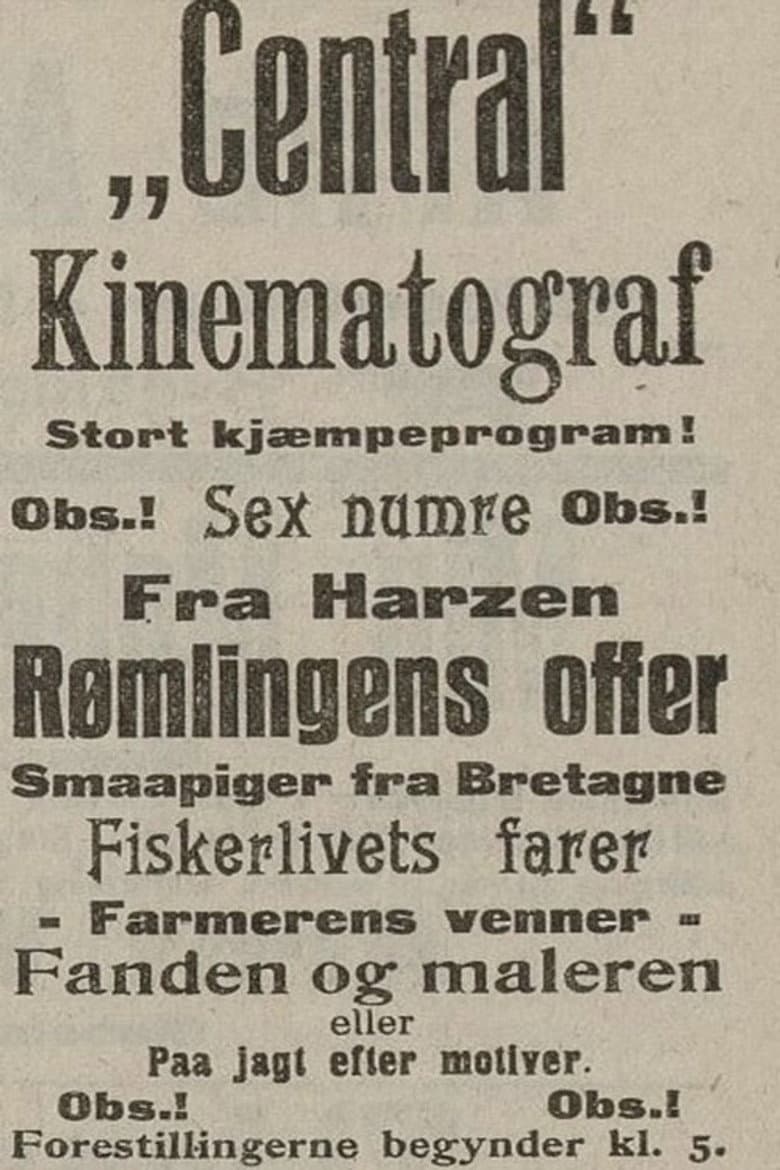 „Central“
Kinematograf
Stort kjæmpeprogram!
Obs.! Sex numre Obs.!
Fra Harzen
Rømlingens offer
Smaapiger fra Bretagne
Fiskerlivets farer
- Farmerens venner -
Fanden og maleren
eller
Paa jagt efter motiver.
Obs.! Obs.!
Forestillingerne begynder kl. 5.